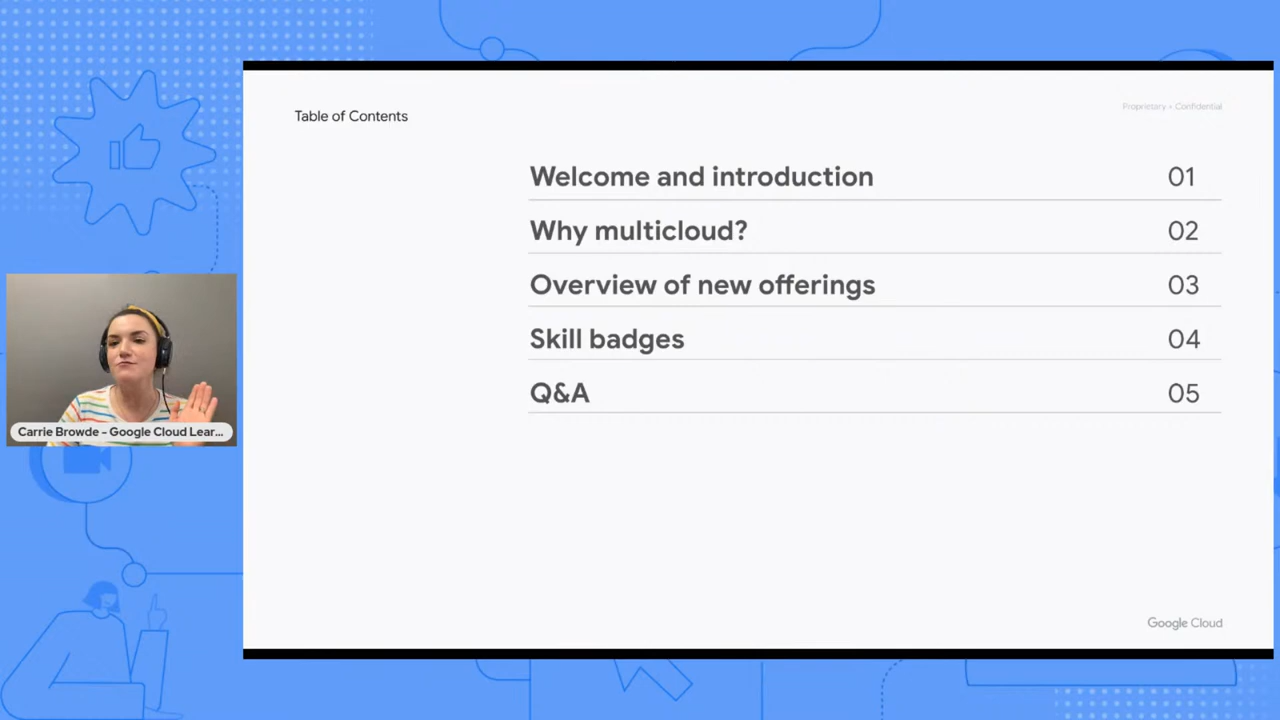 Table of Contents
Proprietary + Confidential
Welcome and introduction 01
Why multicloud? 02
Overview of new offerings 03
Skill badges 04
Q&A 05
Carrie Browde - Google Cloud Lear...
Google Cloud